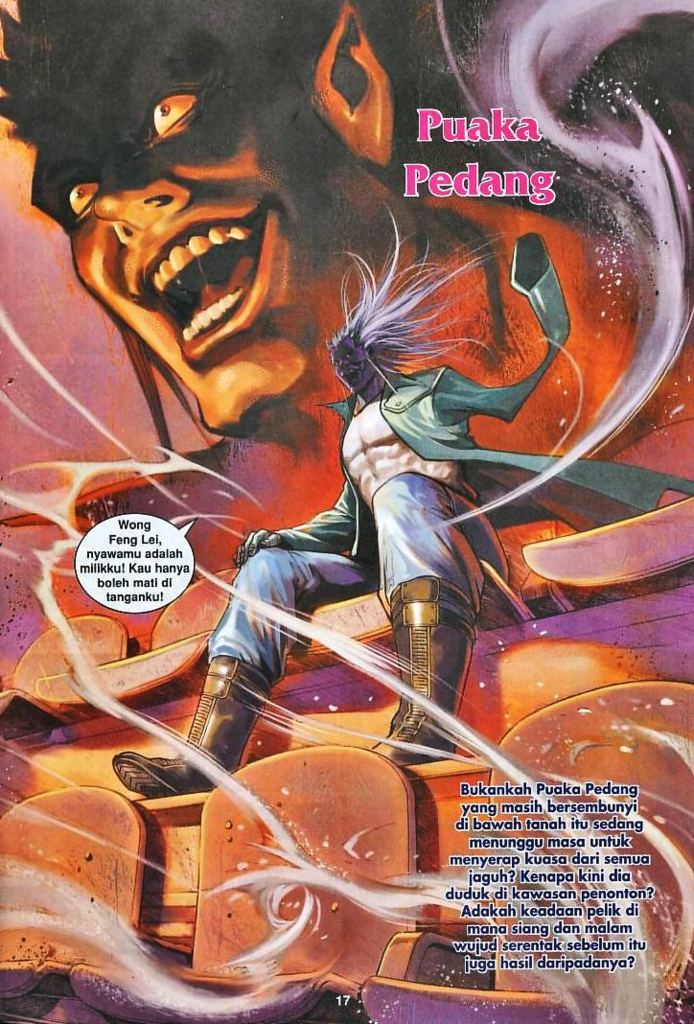 Puaka
Pedang
Wong
Feng Lei,
nyawamu adalah
milikku! Kau hanya
boleh mati di
tanganku!
Bukankah Puaka Pedang
yang masih bersembunyi
di bawah tanah itu sedang
menunggu masa untuk
menyerap kuasa dari semua
jaguh? Kenapa kini dia
duduk di kawasan penonton?
Adakah keadaan pelik di
mana siang dan malam
wujud serentak sebelum itu
juga hasil daripadanya?
17